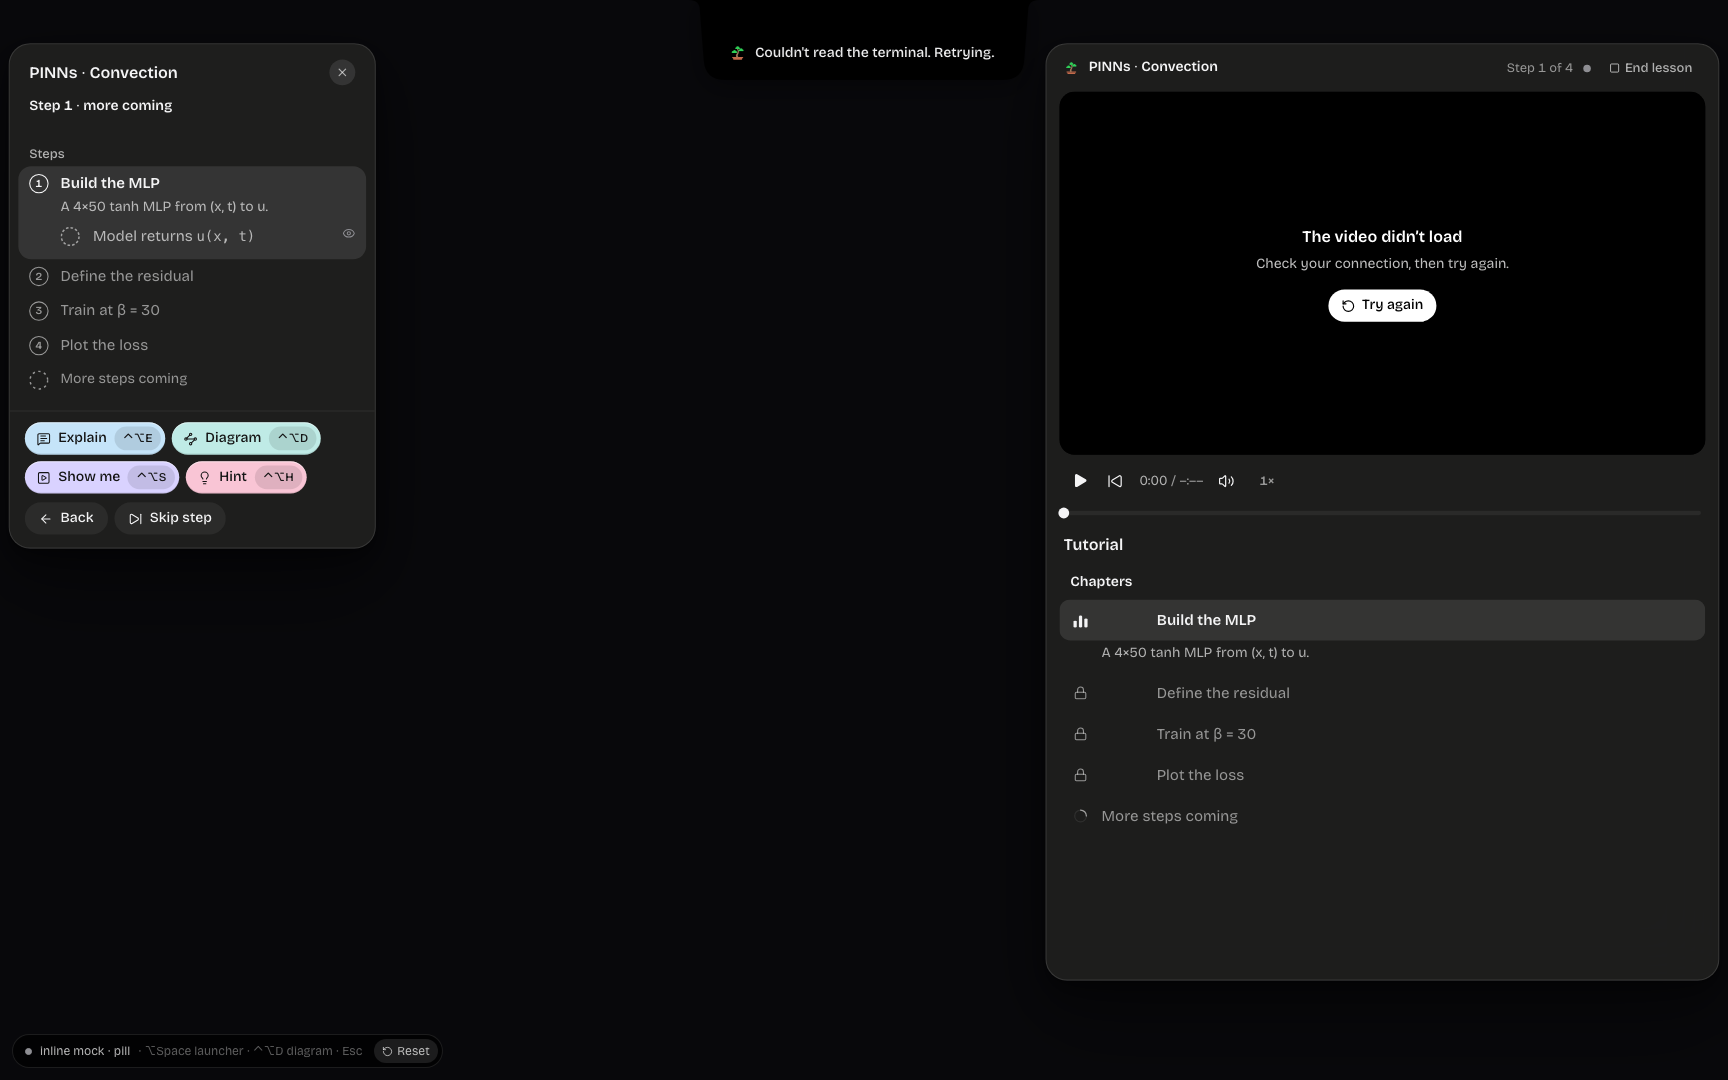 Couldn't read the terminal. Retrying.
PINNs · Convection
Step 1 · more coming
Steps
1 Build the MLP
A 4×50 tanh MLP from (x, t) to u.
Model returns u(x, t)
2 Define the residual
3 Train at β = 30
4 Plot the loss
More steps coming
Explain ⌃⌥E Diagram ⌃⌥D
Show me ⌃⌥S Hint ⌃⌥H
Back Skip step
PINNs · Convection Step 1 of 4 End lesson
The video didn't load
Check your connection, then try again.
Try again
0:00 / –:–– 1×
Tutorial
Chapters
Build the MLP
A 4×50 tanh MLP from (x, t) to u.
Define the residual
Train at β = 30
Plot the loss
More steps coming
inline mock · pill · ⌥Space launcher · ⌃⌥D diagram · Esc Reset